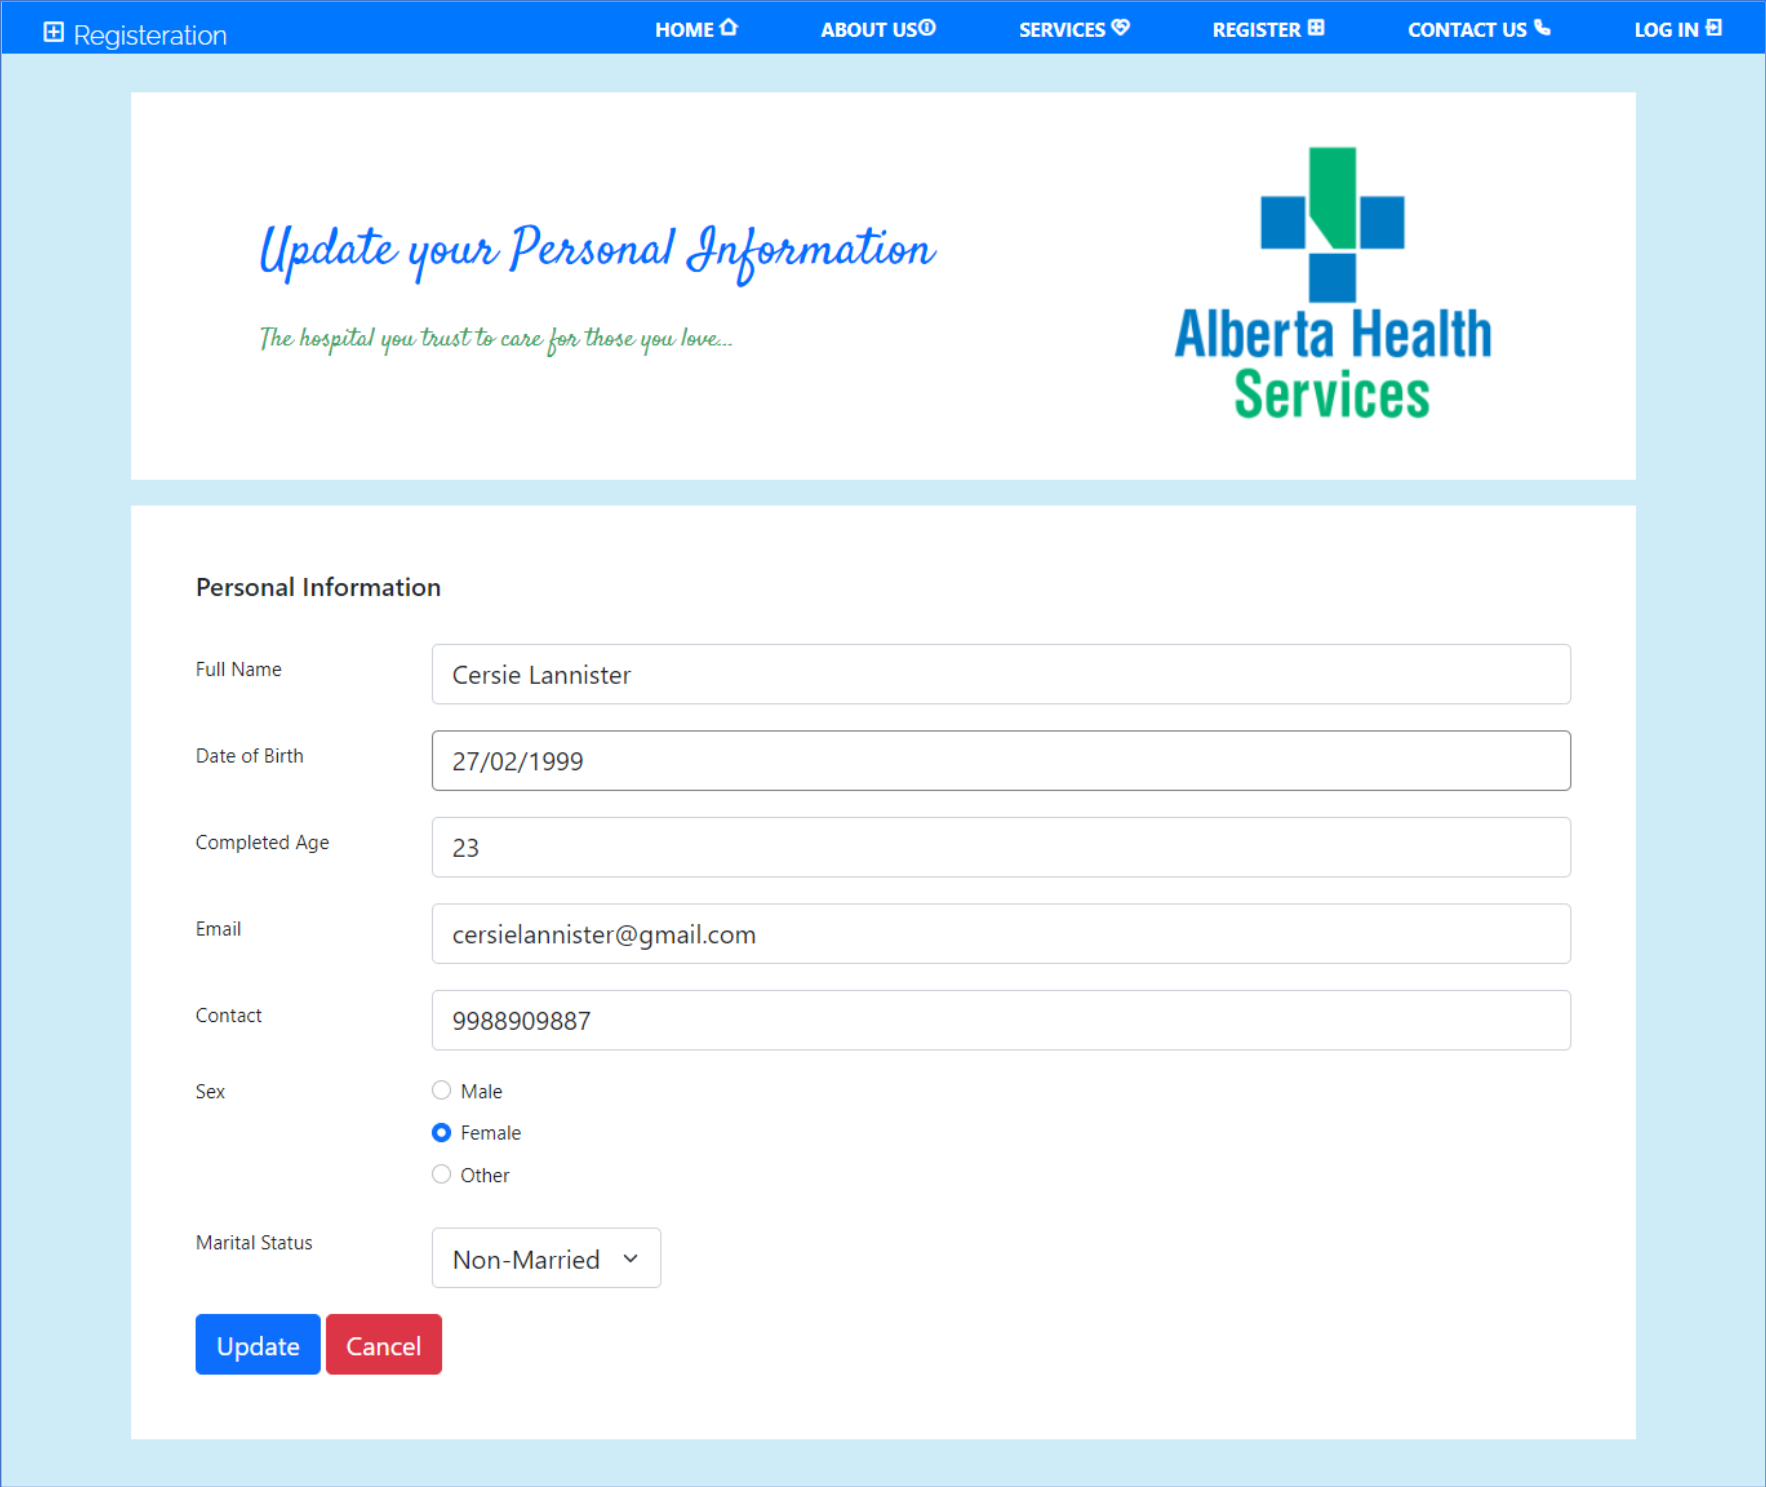 Registeration HOME ABOUT US SERVICES REGISTER CONTACT US LOG IN
Update your Personal Information
The hospital you trust to care for those you love...
Alberta Health
Services
Personal Information
Full Name Cersie Lannister
Date of Birth 27/02/1999
Completed Age 23
Email cersielannister@gmail.com
Contact 9988909887
Sex Male
Female
Other
Marital Status Non-Married
Update Cancel